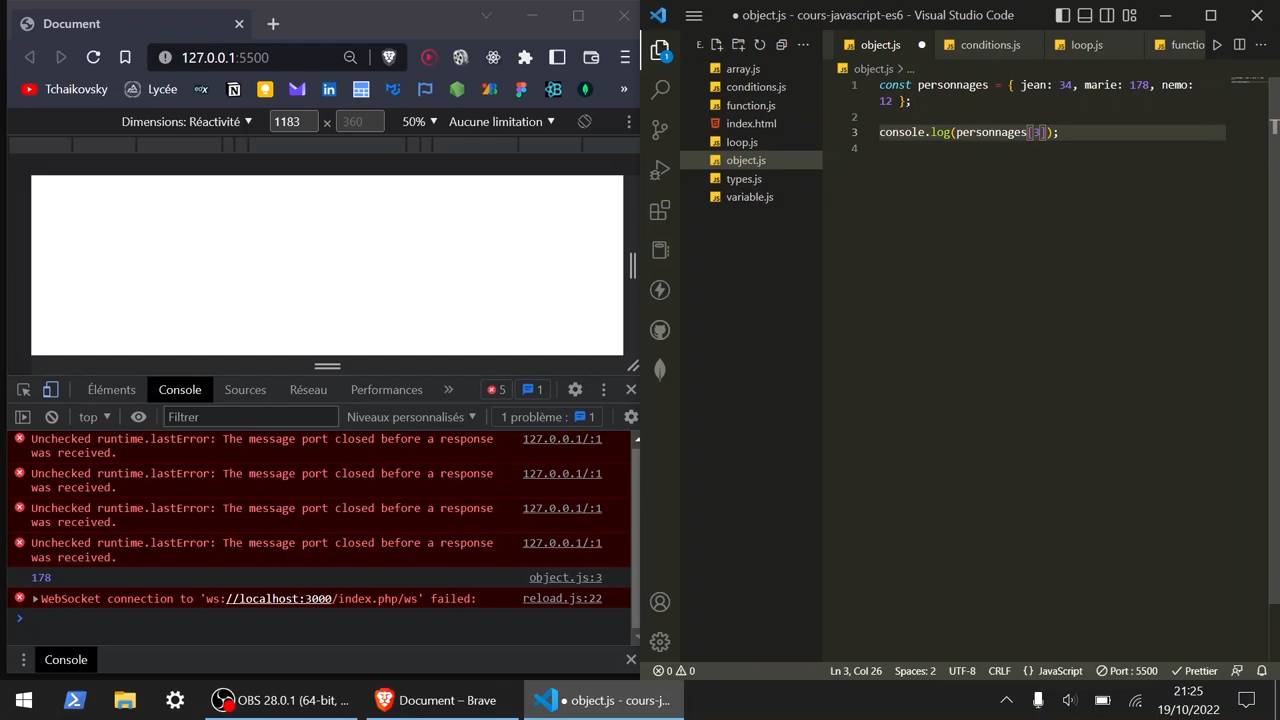 Document
127.0.0.1:5500
Tchaikovsky
Lycée
edX
»
Dimensions: Réactivité
1183
×
360
50%
Aucune limitation
Éléments
Console
Sources
Réseau
Performances
»
5
1
top
Filtrer
Niveaux personnalisés
1 problème :
1
Unchecked runtime.lastError: The message port closed before a response
was received.
127.0.0.1/:1
Unchecked runtime.lastError: The message port closed before a response
was received.
127.0.0.1/:1
Unchecked runtime.lastError: The message port closed before a response
was received.
127.0.0.1/:1
Unchecked runtime.lastError: The message port closed before a response
was received.
127.0.0.1/:1
178
object.js:3
WebSocket connection to 'ws://localhost:3000/index.php/ws' failed:
reload.js:22
Console
● object.js - cours-javascript-es6 - Visual Studio Code
1
E.
array.js
conditions.js
function.js
index.html
loop.js
object.js
types.js
variable.js
object.js
conditions.js
loop.js
functio
object.js > ...
1 const personnages = { jean: 34, marie: 178, nemo:
12 };
2
3 console.log(personnages[3]);
4
0 0
Ln 3, Col 26
Spaces: 2
UTF-8
CRLF
{} JavaScript
Port : 5500
Prettier
OBS 28.0.1 (64-bit, ...
Document – Brave
● object.js - cours-j...
21:25
19/10/2022